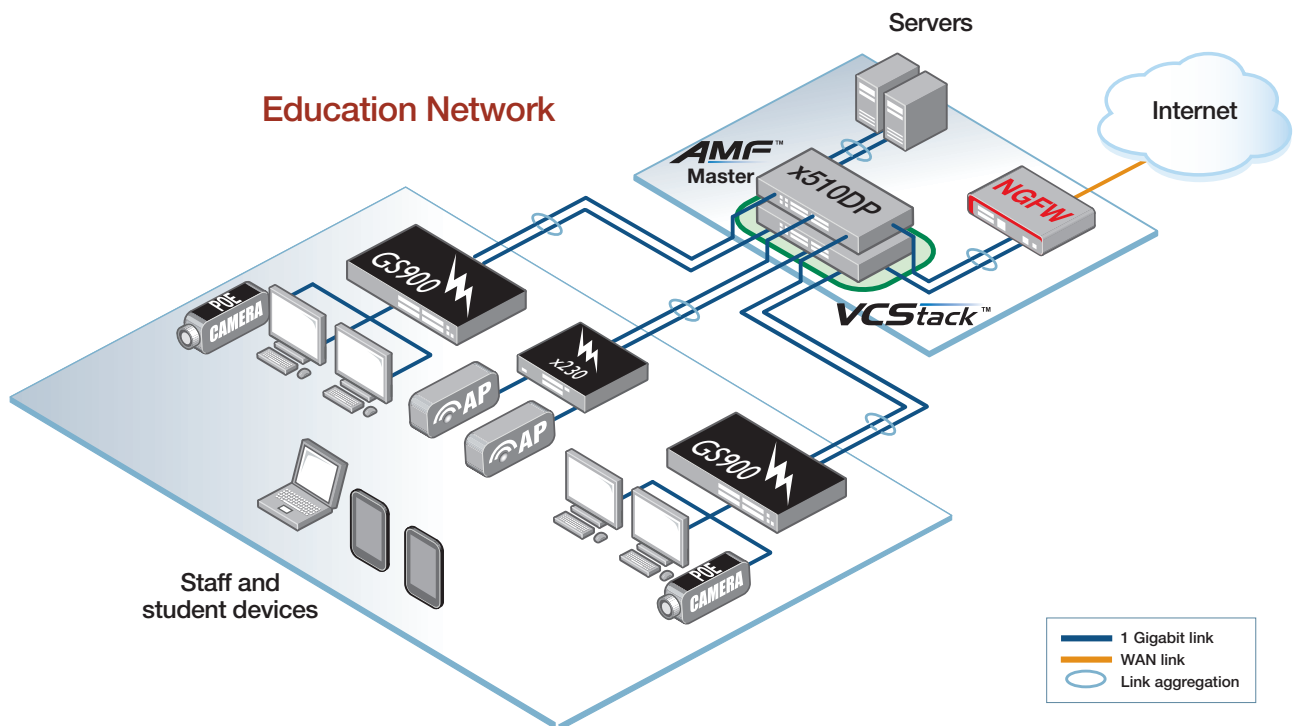 Servers
Education Network
Internet
AMF™
Master
x510DP
NGFW
GS900
POE
CAMERA
VCStack™
x230
AP
AP
GS900
POE
CAMERA
Staff and
student devices
1 Gigabit link
WAN link
Link aggregation